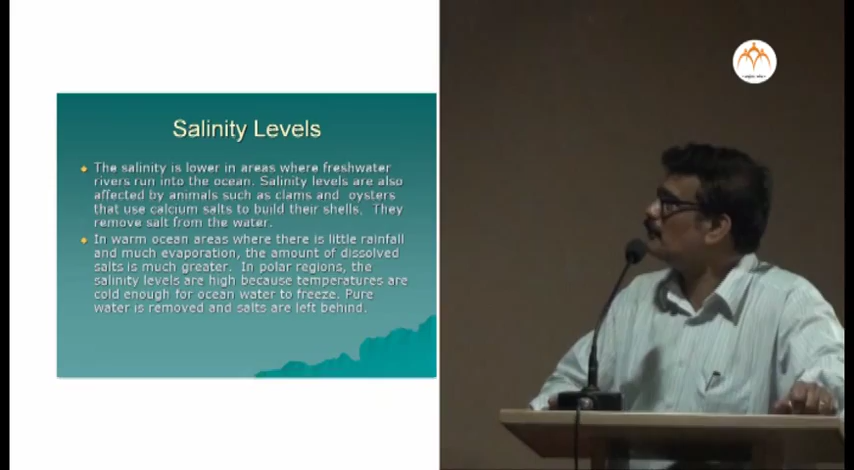 Salinity Levels
The salinity is lower in areas where freshwater
rivers run into the ocean. Salinity levels are also
affected by animals such as clams and oysters
that use calcium salts to build their shells. They
remove salt from the water.
In warm ocean areas where there is little rainfall
and much evaporation, the amount of dissolved
salts is much greater. In polar regions, the
salinity levels are high because temperatures are
cold enough for ocean water to freeze. Pure
water is removed and salts are left behind.